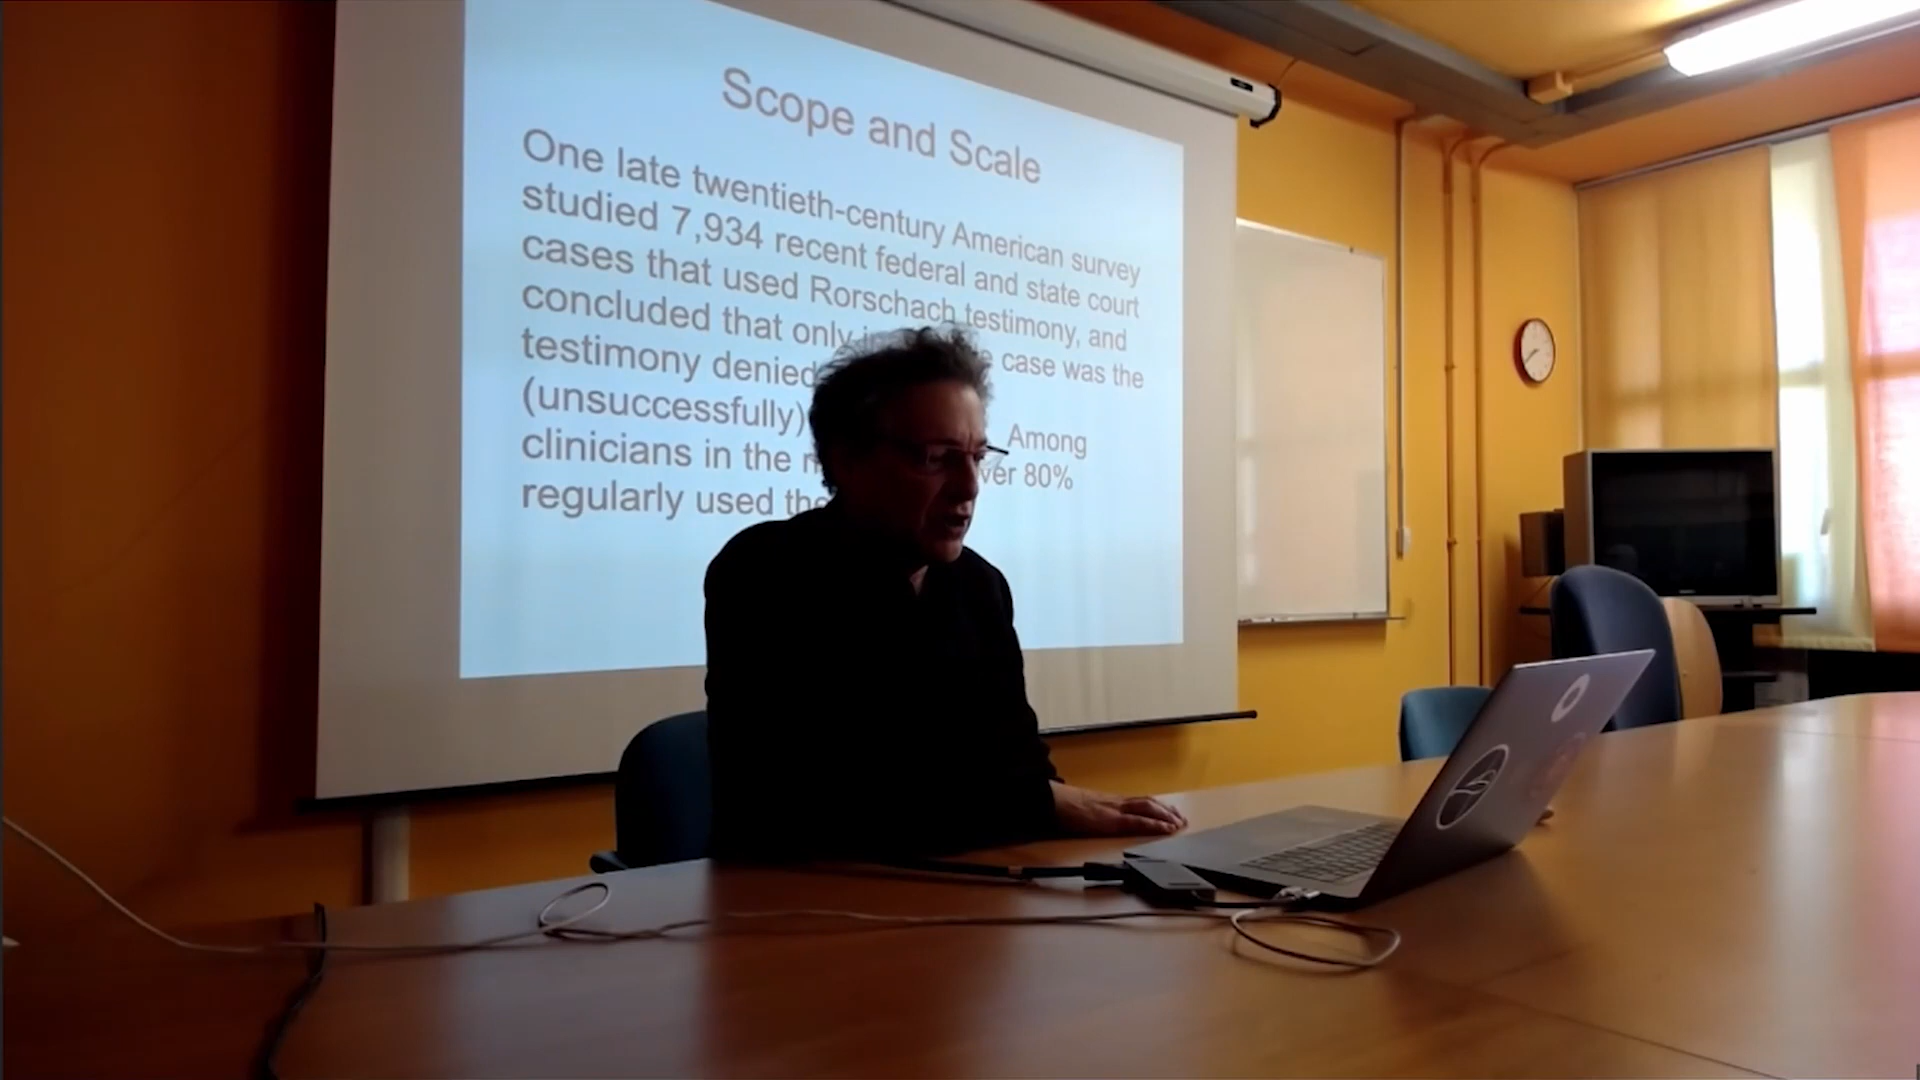 Scope and Scale
One late twentieth-century American survey
studied 7,934 recent federal and state court
cases that used Rorschach testimony, and
concluded that only case was the
testimony denied
(unsuccessfully) Among
clinicians in the over 80%
regularly used the